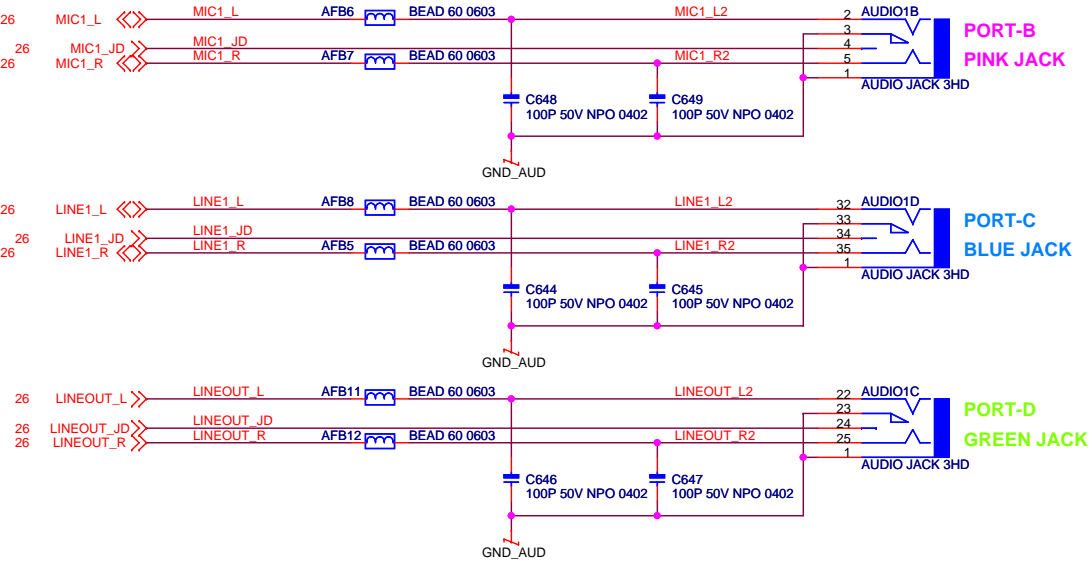 26 MIC1_L MIC1_L AFB6 BEAD 60 0603 MIC1_L2 2 AUDIO1B
3 PORT-B
26 MIC1_JD MIC1_JD 4
26 MIC1_R MIC1_R AFB7 BEAD 60 0603 MIC1_R2 5 PINK JACK
1
AUDIO JACK 3HD
C648 C649
100P 50V NPO 0402 100P 50V NPO 0402
GND_AUD
26 LINE1_L LINE1_L AFB8 BEAD 60 0603 LINE1_L2 32 AUDIO1D
33 PORT-C
26 LINE1_JD LINE1_JD 34
26 LINE1_R LINE1_R AFB5 BEAD 60 0603 LINE1_R2 35 BLUE JACK
1
AUDIO JACK 3HD
C644 C645
100P 50V NPO 0402 100P 50V NPO 0402
GND_AUD
26 LINEOUT_L LINEOUT_L AFB11 BEAD 60 0603 LINEOUT_L2 22 AUDIO1C
23 PORT-D
26 LINEOUT_JD LINEOUT_JD 24
26 LINEOUT_R LINEOUT_R AFB12 BEAD 60 0603 LINEOUT_R2 25 GREEN JACK
1
AUDIO JACK 3HD
C646 C647
100P 50V NPO 0402 100P 50V NPO 0402
GND_AUD